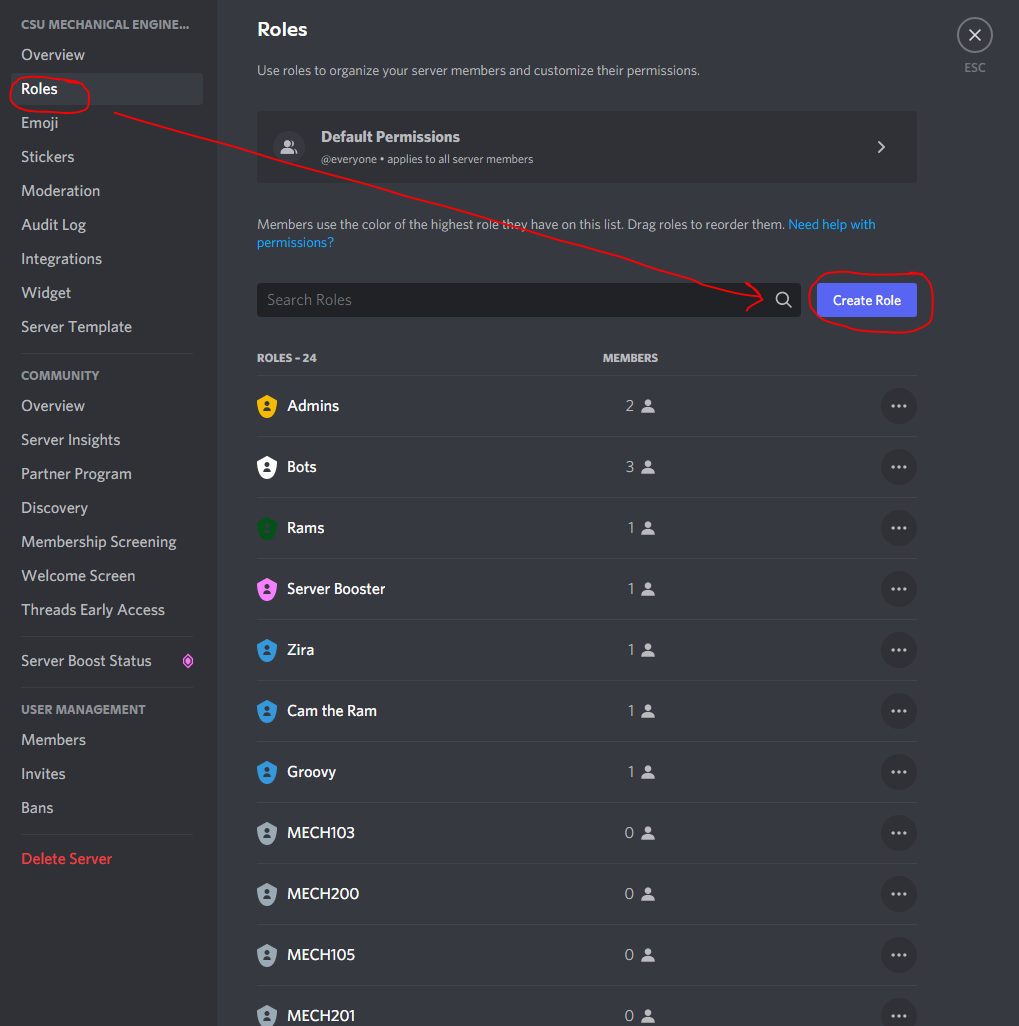 CSU MECHANICAL ENGINE...
Overview
Roles
Emoji
Stickers
Moderation
Audit Log
Integrations
Widget
Server Template
COMMUNITY
Overview
Server Insights
Partner Program
Discovery
Membership Screening
Welcome Screen
Threads Early Access
Server Boost Status
USER MANAGEMENT
Members
Invites
Bans
Delete Server
Roles
ESC
Use roles to organize your server members and customize their permissions.
Default Permissions
@everyone • applies to all server members
Members use the color of the highest role they have on this list. Drag roles to reorder them. Need help with
permissions?
Search Roles
Create Role
ROLES – 24 MEMBERS
Admins 2
Bots 3
Rams 1
Server Booster 1
Zira 1
Cam the Ram 1
Groovy 1
MECH103 0
MECH200 0
MECH105 0
MECH201 0